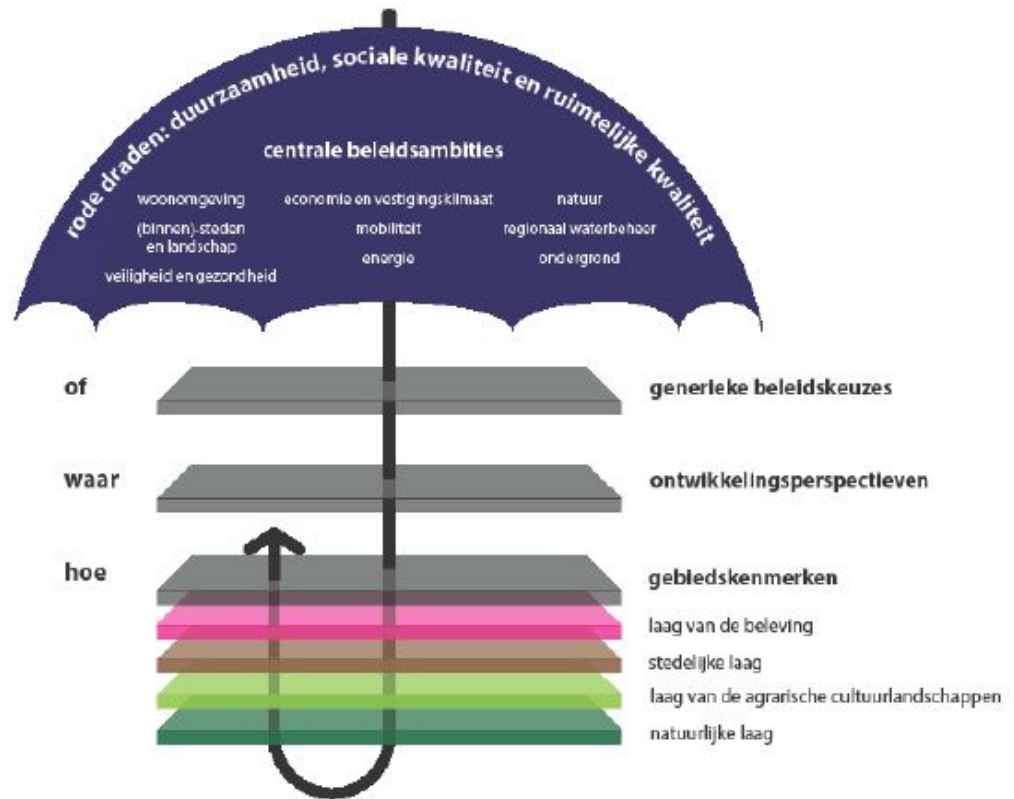 rode draden: duurzaamheid, sociale kwaliteit en ruimtelijke kwaliteit
centrale beleidsambities
woonomgeving
(binnen)-steden
en landschap
veiligheid en gezondheid
economie en vestigingsklimaat
mobiliteit
energie
natuur
regionaal waterbeheer
ondergrond
of
generieke beleidskeuzes
waar
ontwikkelingsperspectieven
hoe
gebiedskenmerken
laag van de beleving
stedelijke laag
laag van de agrarische cultuurlandschappen
natuurlijke laag